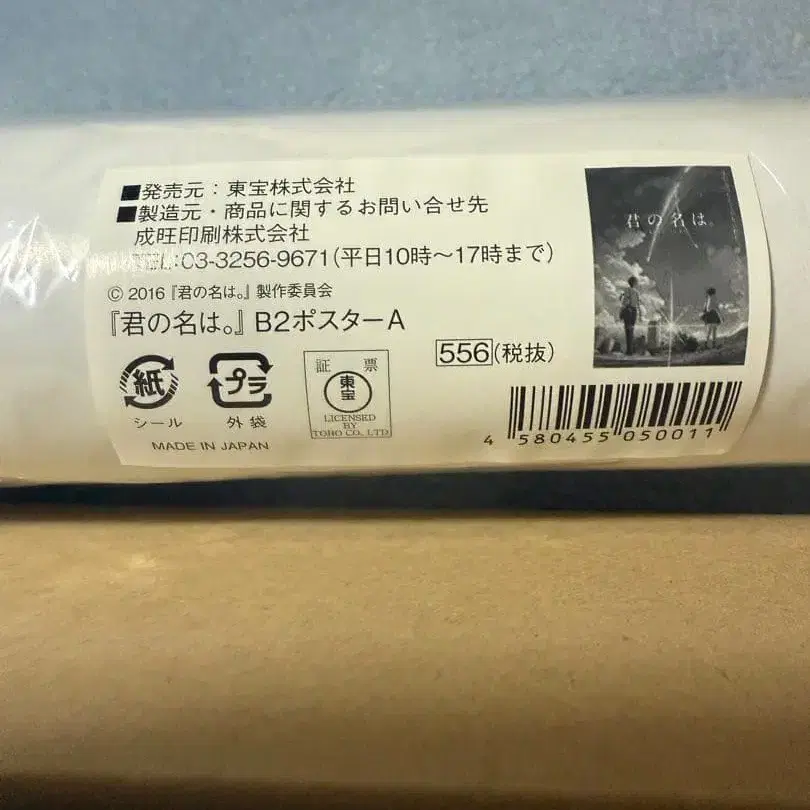 ■発売元：東宝株式会社
■製造元・商品に関するお問い合せ先
成旺印刷株式会社
TEL:03-3256-9671(平日10時〜17時まで)
© 2016『君の名は。』製作委員会
『君の名は。』B2ポスターA
556(税抜)
紙
シール
プラ
外袋
証 票
東宝
LICENSED
BY
TOHO CO., LTD.
MADE IN JAPAN
君の名は。
4 580455 050011